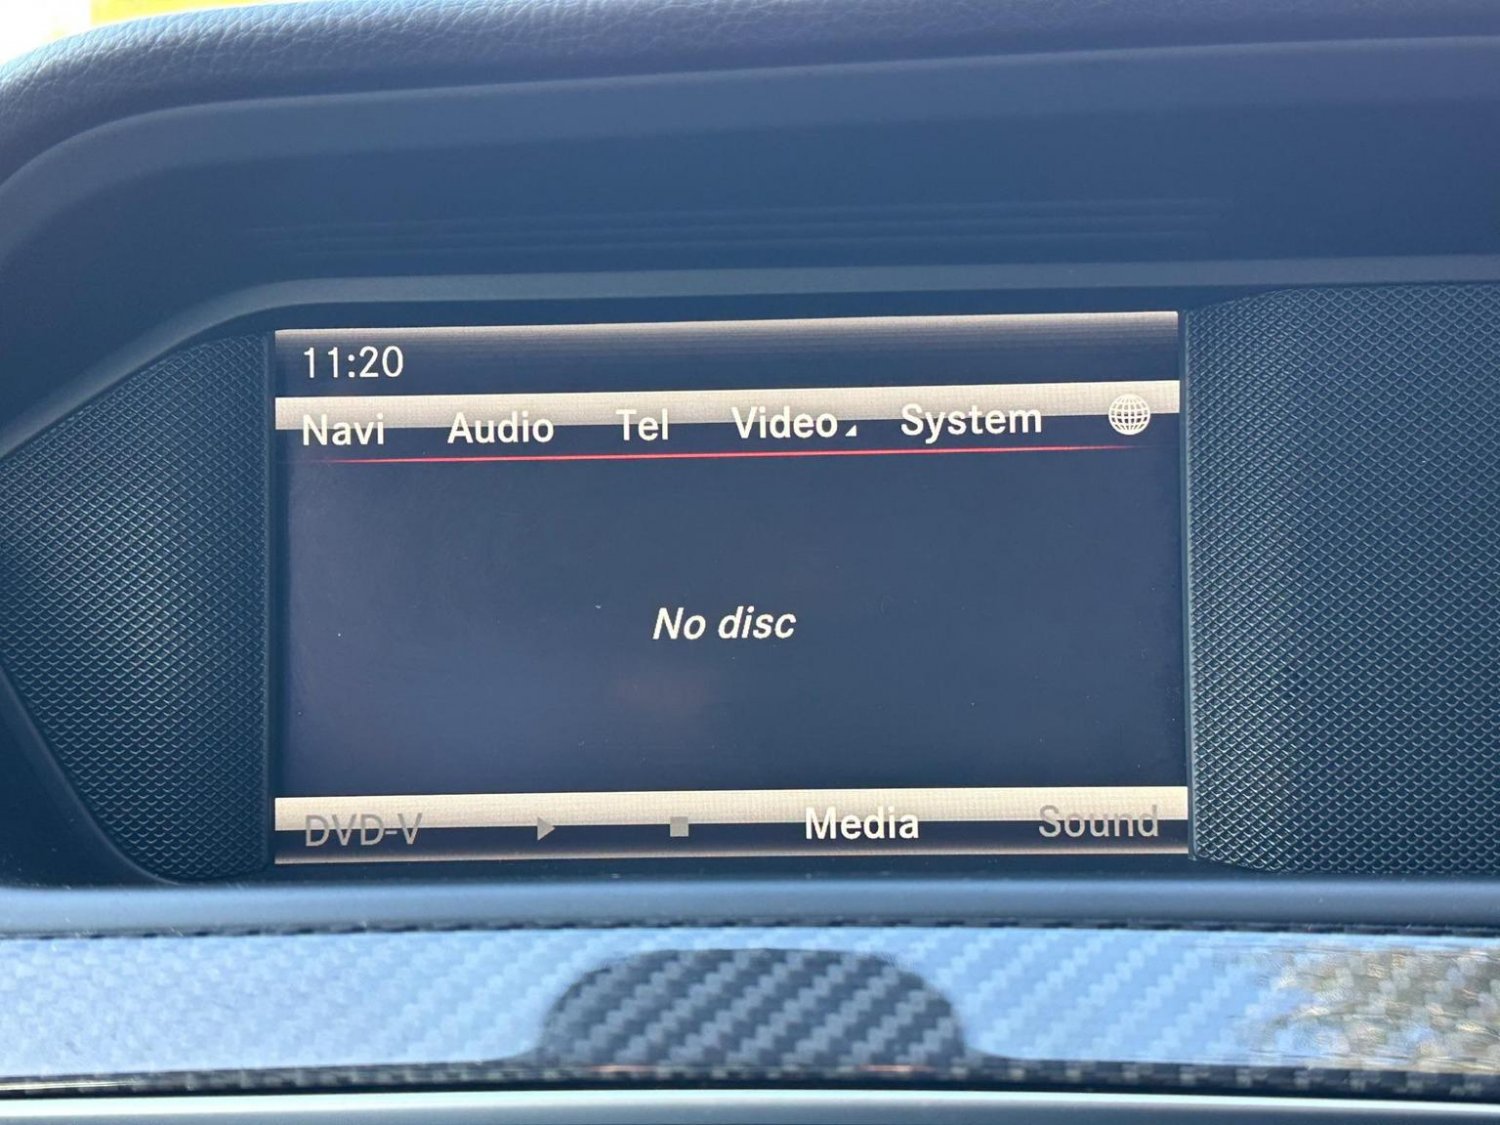 11:20
Navi Audio Tel Video System
No disc
DVD-V Media Sound